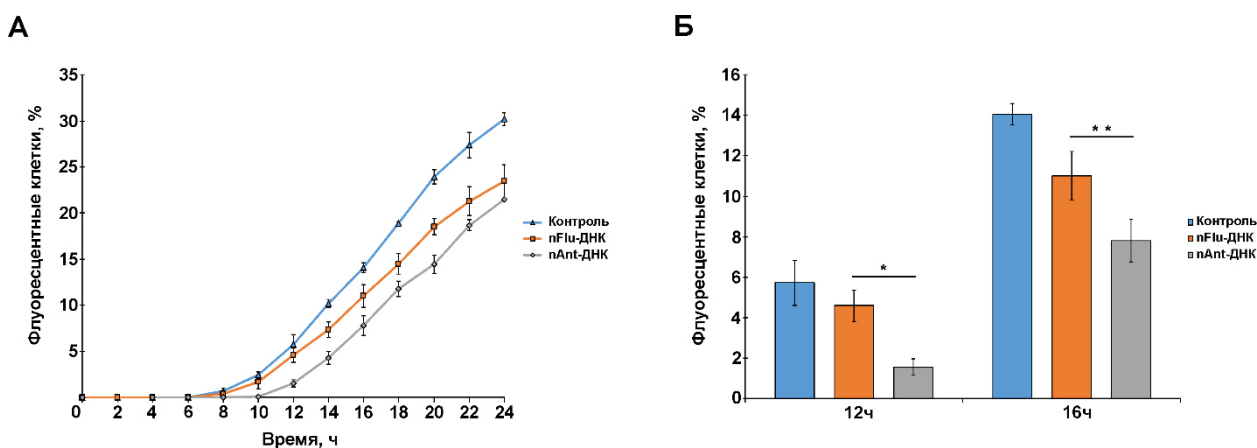 А
Флуоресцентные клетки, %
35
30
25
20
15
10
5
0 2 4 6 8 10 12 14 16 18 20 22 24
Время, ч
Контроль
nFlu-ДНК
nAnt-ДНК
Б
Флуоресцентные клетки, %
16
14
12
10
8
6
4
2
0
*
* *
12ч 16ч
Контроль
nFlu-ДНК
nAnt-ДНК